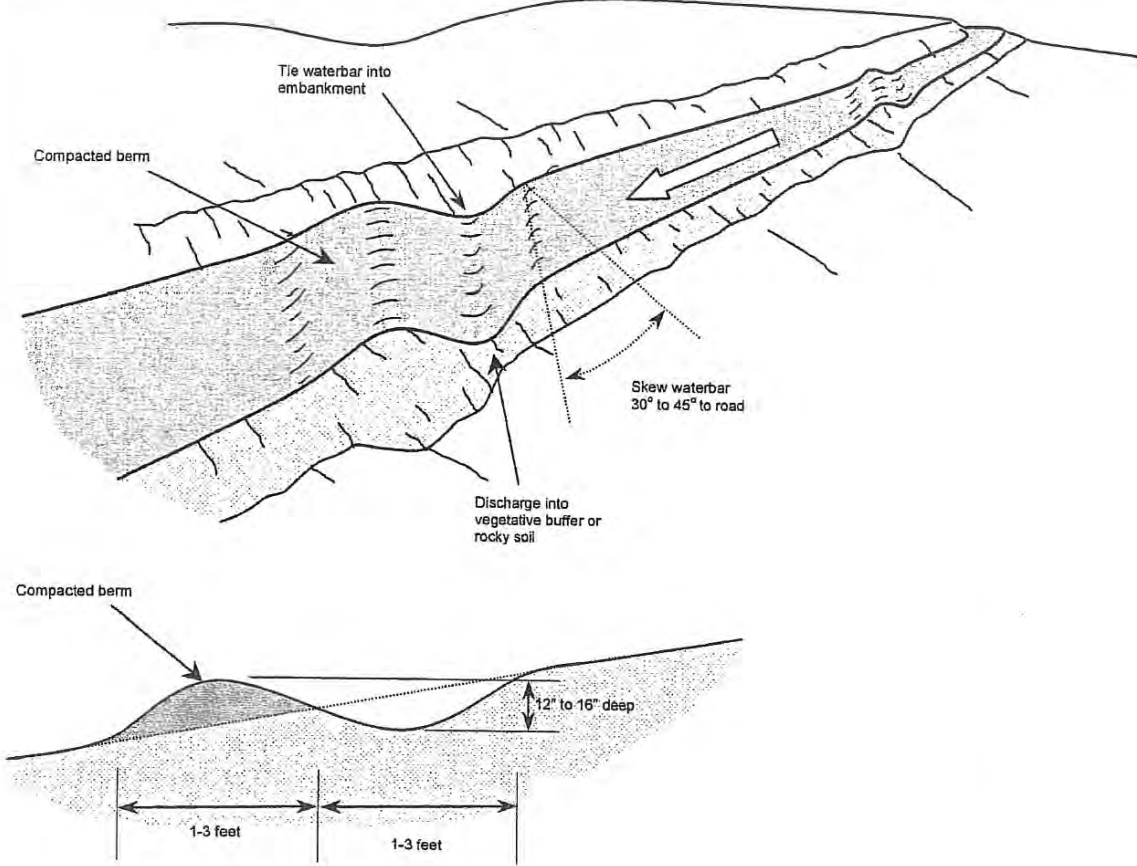 Tie waterbar into
embankment
Compacted berm
Skew waterbar
30° to 45° to road
Discharge into
vegetative buffer or
rocky soil
Compacted berm
12" to 16" deep
1-3 feet
1-3 feet